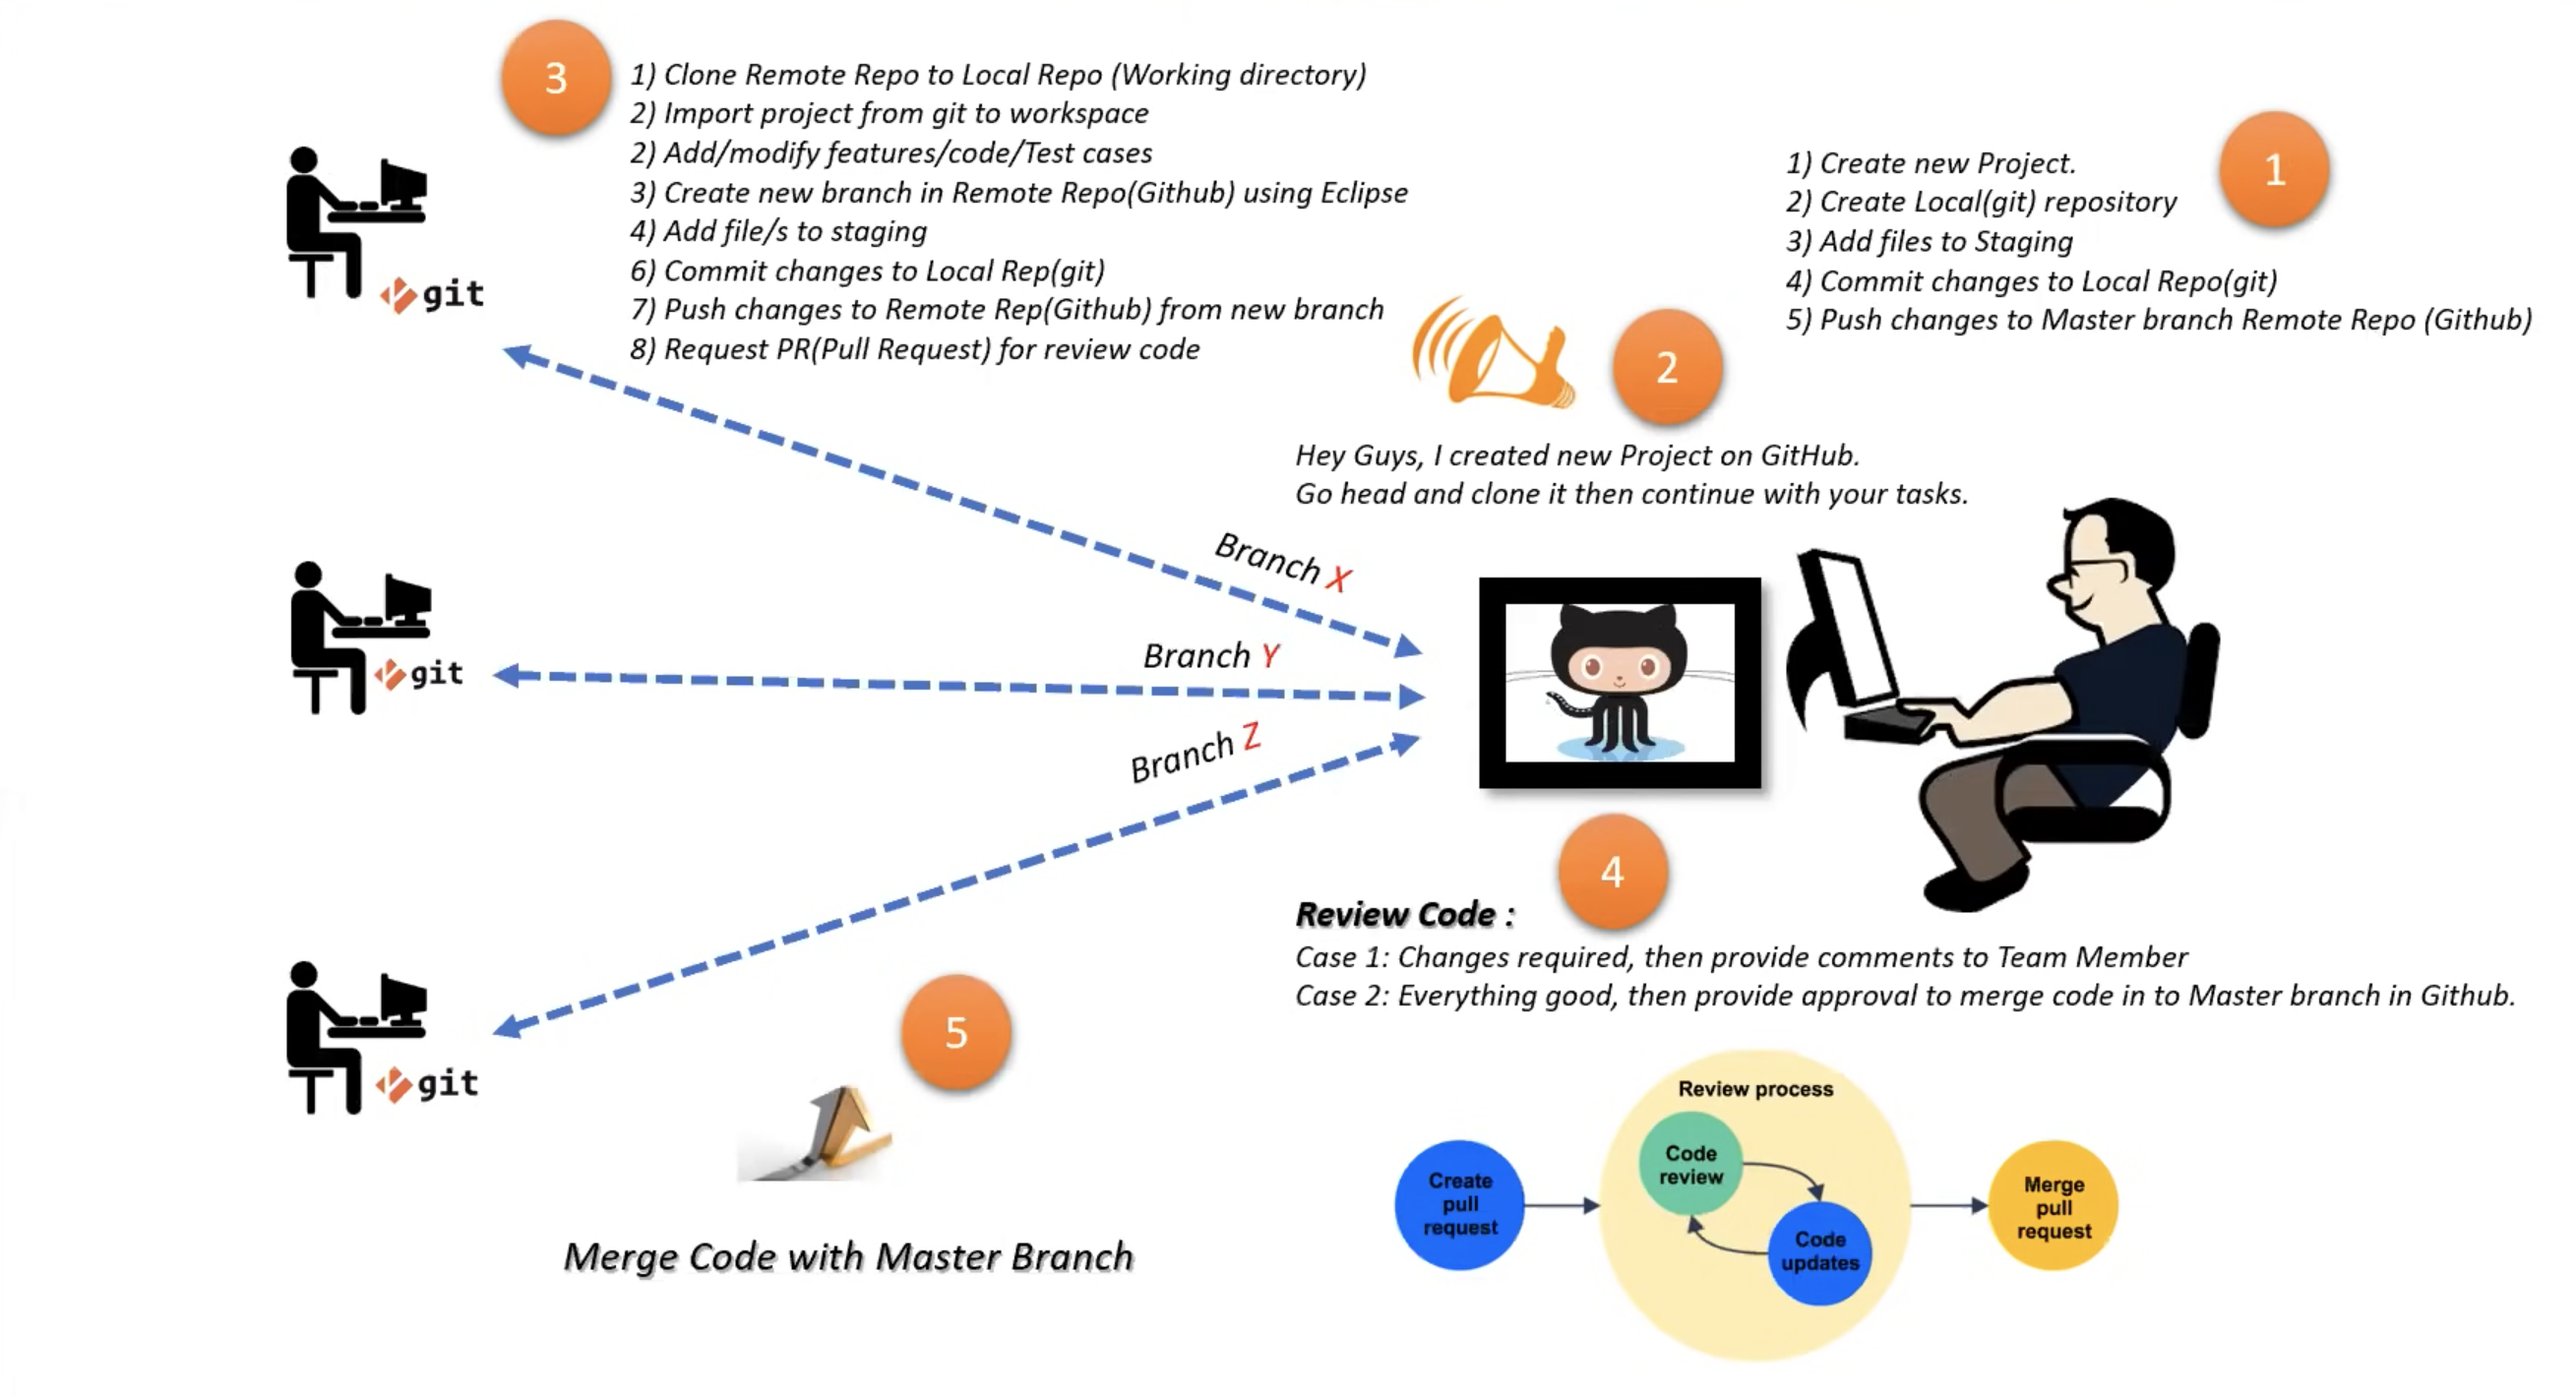 3
1) Clone Remote Repo to Local Repo (Working directory)
2) Import project from git to workspace
2) Add/modify features/code/Test cases
3) Create new branch in Remote Repo(Github) using Eclipse
4) Add file/s to staging
6) Commit changes to Local Rep(git)
7) Push changes to Remote Rep(Github) from new branch
8) Request PR(Pull Request) for review code
git
1
1) Create new Project.
2) Create Local(git) repository
3) Add files to Staging
4) Commit changes to Local Repo(git)
5) Push changes to Master branch Remote Repo (Github)
2
Hey Guys, I created new Project on GitHub.
Go head and clone it then continue with your tasks.
Branch X
Branch Y
Branch Z
git
git
4
Review Code :
Case 1: Changes required, then provide comments to Team Member
Case 2: Everything good, then provide approval to merge code in to Master branch in Github.
5
Merge Code with Master Branch
Review process
Create
pull
request
Code
review
Code
updates
Merge
pull
request